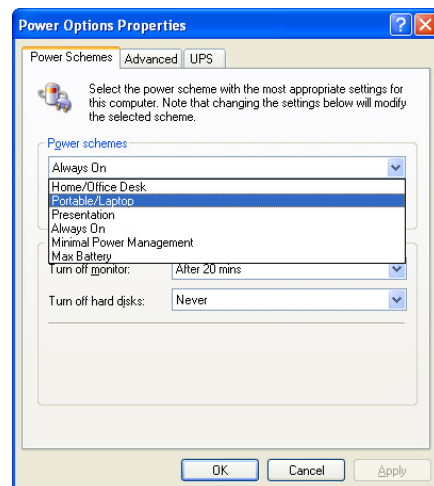 Power Options Properties
Power Schemes Advanced UPS
Select the power scheme with the most appropriate settings for
this computer. Note that changing the settings below will modify
the selected scheme.
Power schemes
Always On
Home/Office Desk
Portable/Laptop
Presentation
Always On
Minimal Power Management
Max Battery
Turn off monitor: After 20 mins
Turn off hard disks: Never
OK Cancel Apply